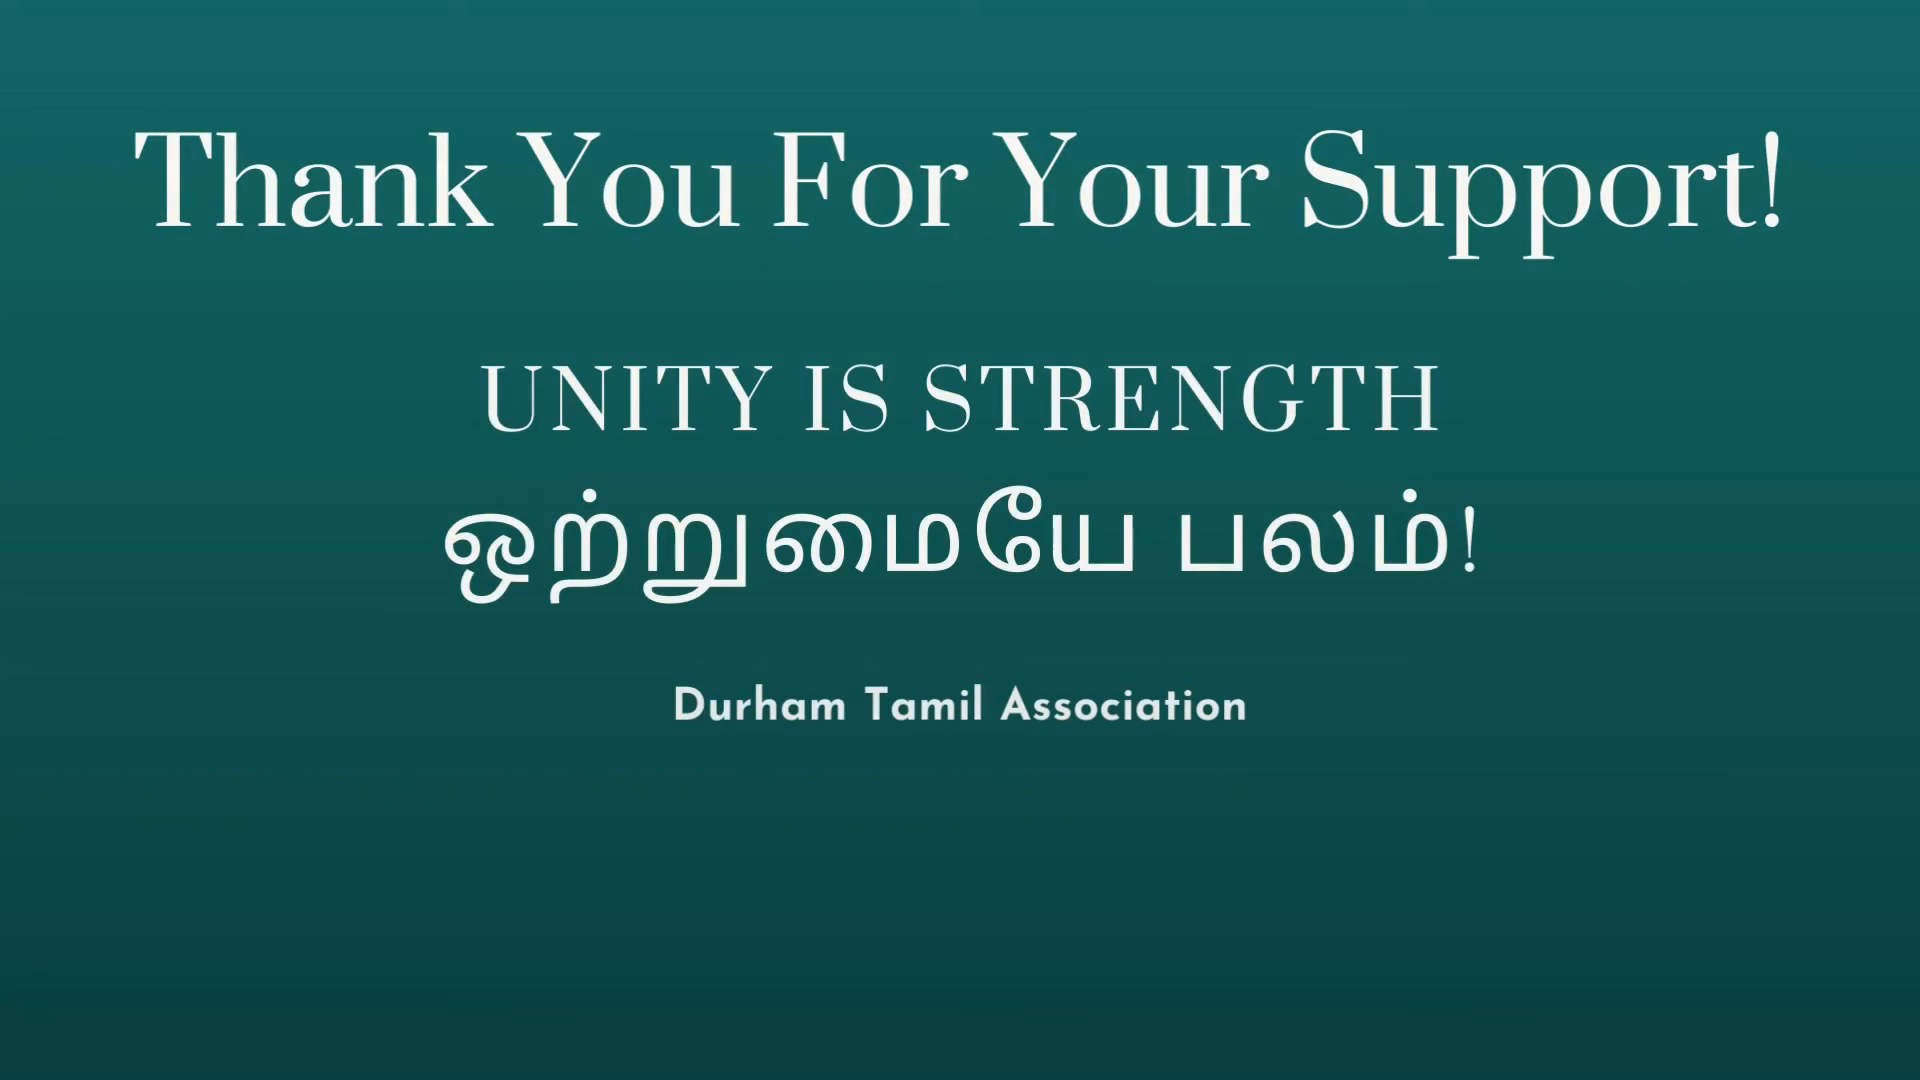 Thank You For Your Support!
UNITY IS STRENGTH
ஒற்றுமையே பலம்!
Durham Tamil Association